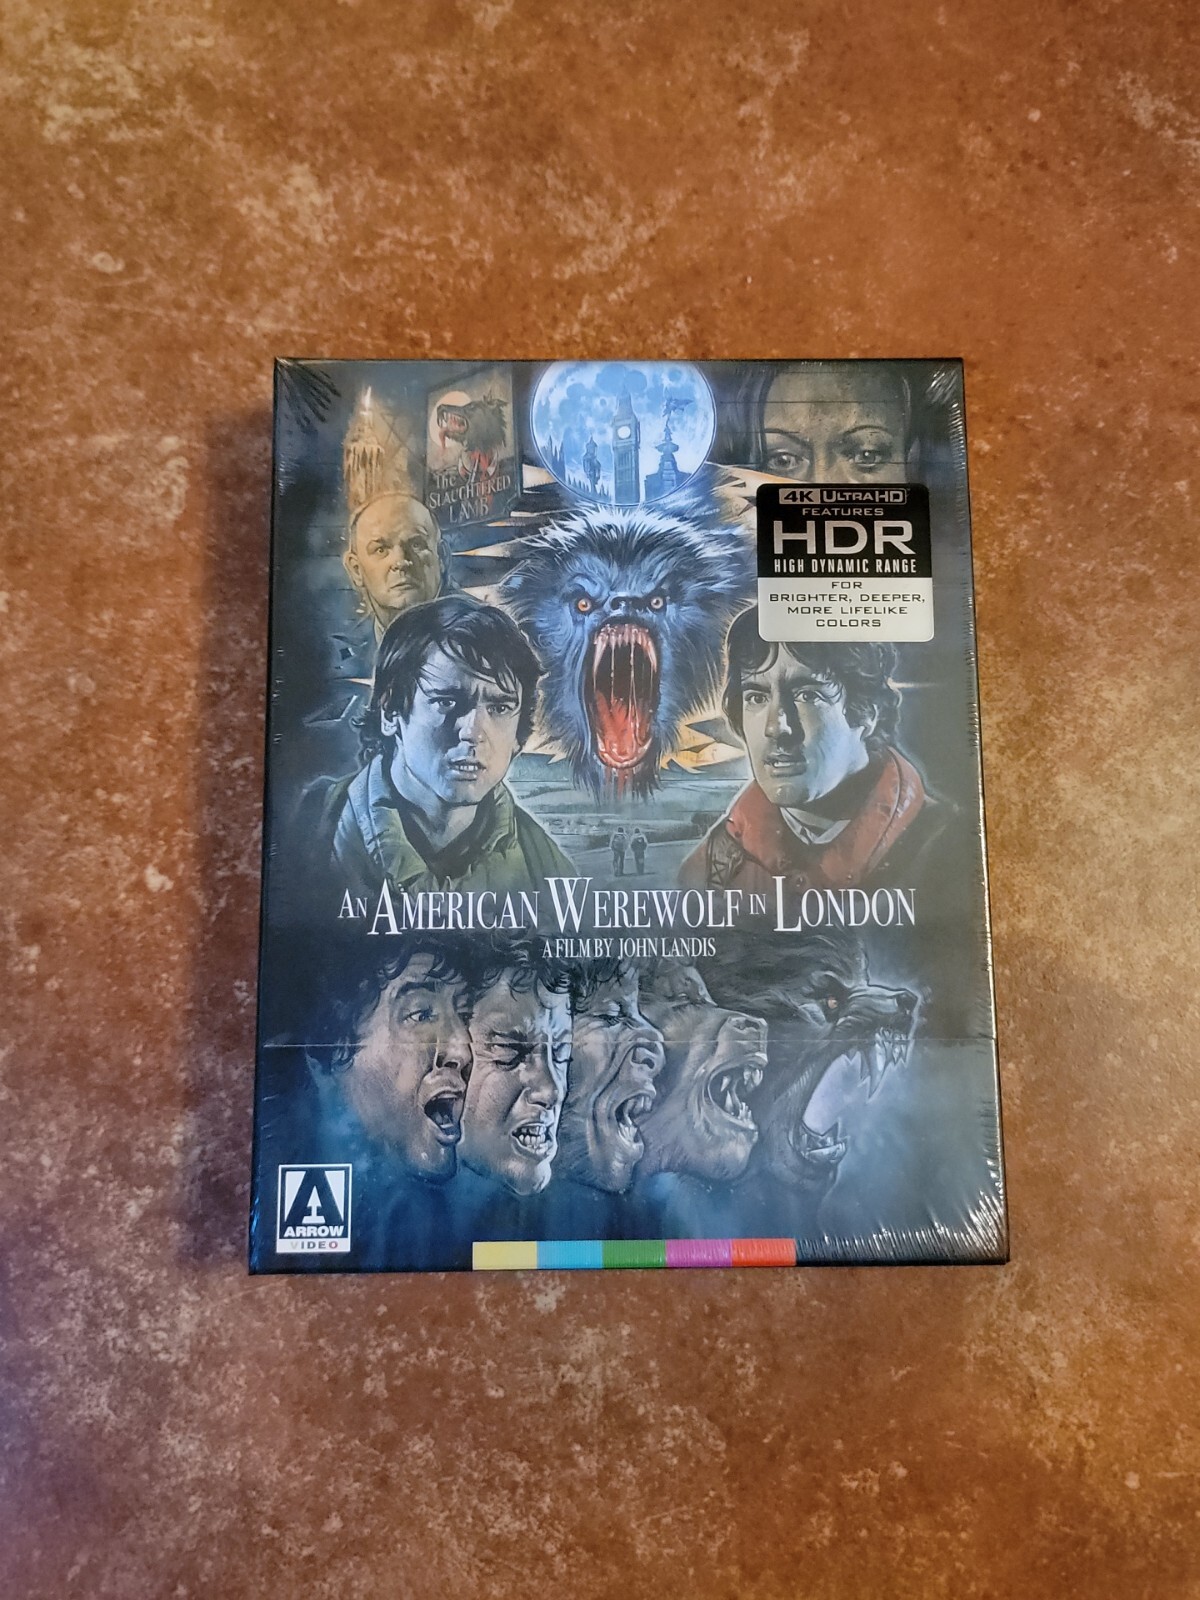 The
SLAUGHTERED
LAMB
4K ULTRA HD
FEATURES
HDR
HIGH DYNAMIC RANGE
FOR
BRIGHTER, DEEPER,
MORE LIFELIKE
COLORS
AN AMERICAN WEREWOLF IN LONDON
A FILM BY JOHN LANDIS
A
ARROW
VIDEO